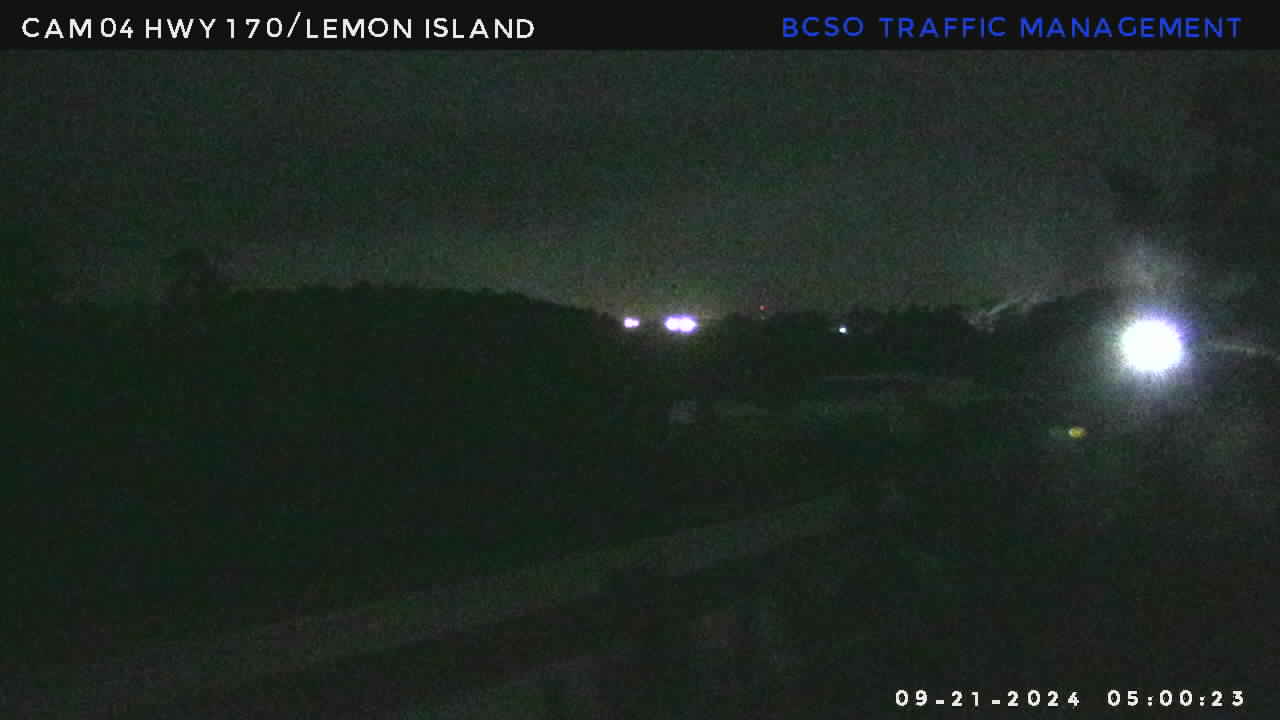 CAM04 HWY 170/LEMON ISLAND
BCSO TRAFFIC MANAGEMENT
09-21-2024 05:00:23